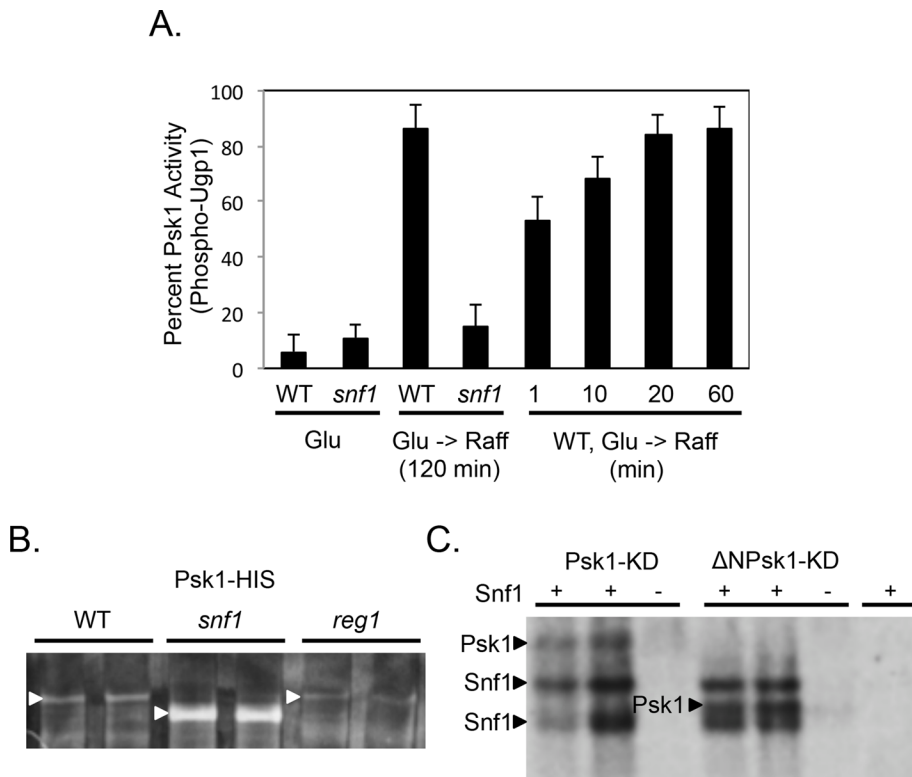 A.
Percent Psk1 Activity
(Phospho-Ugp1)
100
80
60
40
20
0
WT snf1 WT snf1 1 10 20 60
Glu Glu -> Raff WT, Glu -> Raff
(120 min) (min)
B.
Psk1-HIS
WT snf1 reg1
C.
Psk1-KD ΔNPsk1-KD
Snf1 + + - + + - +
Psk1
Snf1
Psk1
Snf1